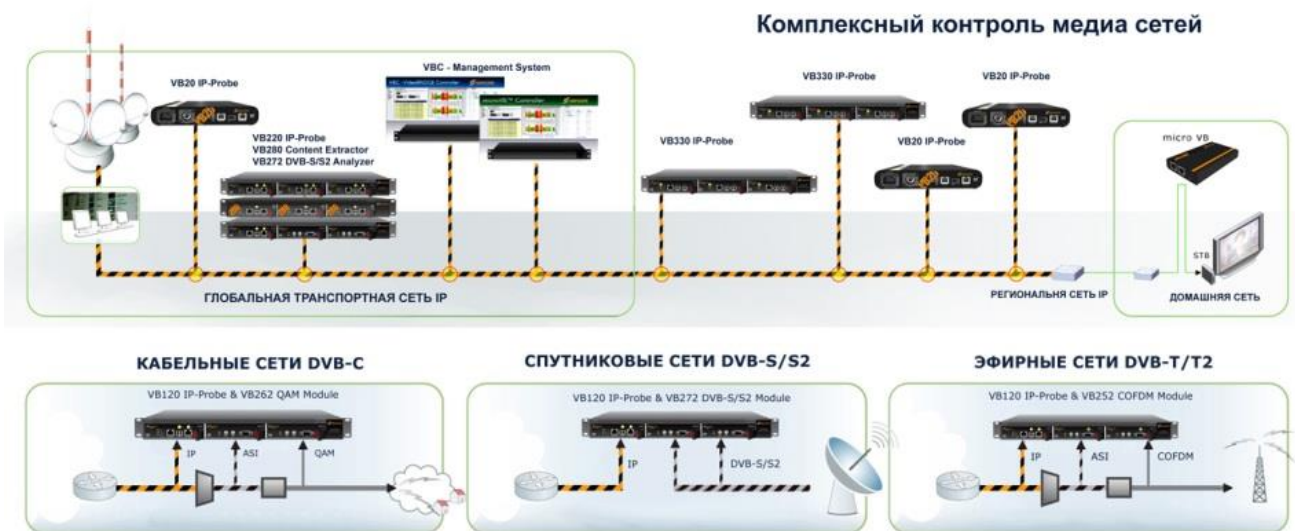 Комплексный контроль медиа сетей
VBC - Management System
VB20 IP-Probe
VB330 IP-Probe
VB20 IP-Probe
VB220 IP-Probe
VB280 Content Extractor
VB272 DVB-S/S2 Analyzer
VB330 IP-Probe
VB20 IP-Probe
micro VB
STB
ГЛОБАЛЬНАЯ ТРАНСПОРТНАЯ СЕТЬ IP
РЕГИОНАЛЬНЯ СЕТЬ IP
ДОМАШНЯЯ СЕТЬ
КАБЕЛЬНЫЕ СЕТИ DVB-C
СПУТНИКОВЫЕ СЕТИ DVB-S/S2
ЭФИРНЫЕ СЕТИ DVB-T/T2
VB120 IP-Probe & VB262 QAM Module
VB120 IP-Probe & VB272 DVB-S/S2 Module
VB120 IP-Probe & VB252 COFDM Module
IP
ASI
QAM
IP
DVB-S/S2
IP
ASI
COFDM